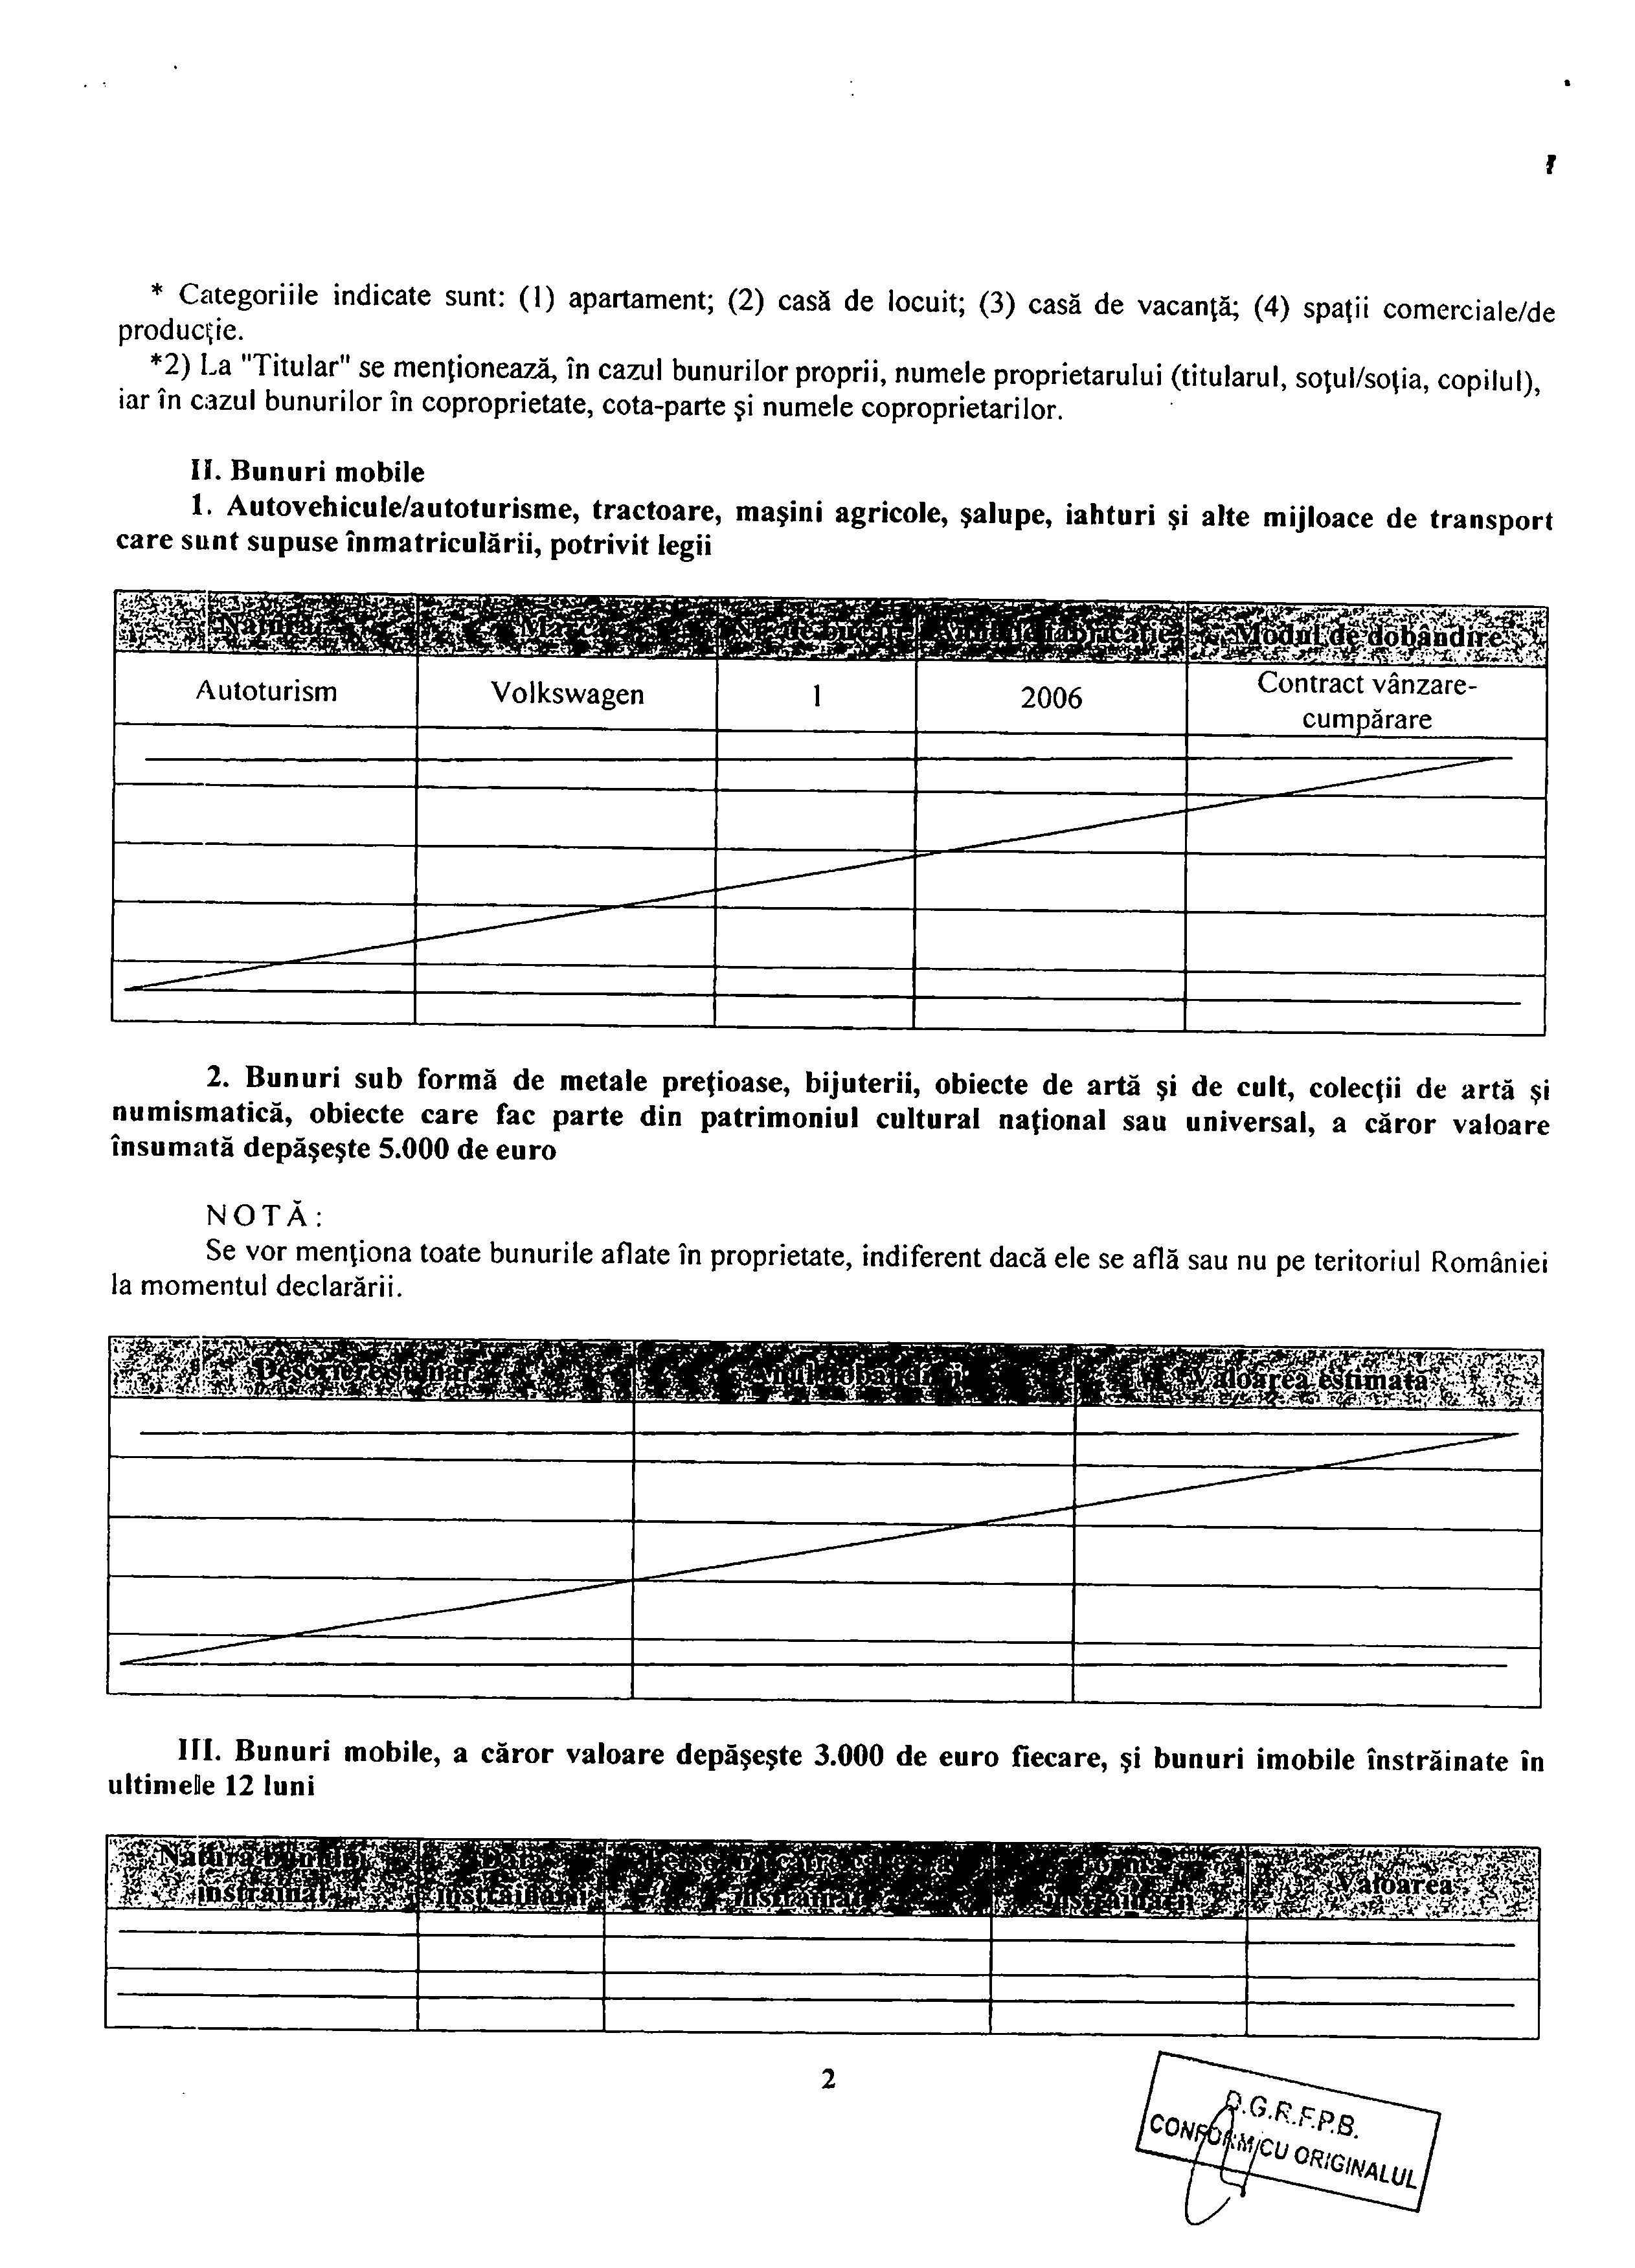 * Categoriile indicate sunt: (1) apartament; (2) casă de locuit; (3) casă de vacanţă; (4) spaţii comerciale/de
producţie.
*2) La "Titular" se menţionează, în cazul bunurilor proprii, numele proprietarului (titularul, soţul/soţia, copilul),
iar în cazul bunurilor în coproprietate, cota-parte şi numele coproprietarilor.
II. Bunuri mobile
1. Autovehicule/autoturisme, tractoare, maşini agricole, şalupe, iahturi şi alte mijloace de transport
care sunt supuse înmatriculării, potrivit legii
Natura Marca Nr. de bucăţi Anul de fabricaţie Modul de dobândire
Autoturism Volkswagen 1 2006 Contract vânzare-
cumpărare
2. Bunuri sub formă de metale preţioase, bijuterii, obiecte de artă şi de cult, colecţii de artă şi
numismatică, obiecte care fac parte din patrimoniul cultural naţional sau universal, a căror valoare
însumată depăşeşte 5.000 de euro
NOTĂ:
Se vor menţiona toate bunurile aflate în proprietate, indiferent dacă ele se află sau nu pe teritoriul României
la momentul declarării.
Descriere sumară Anul dobândirii Valoarea estimată
III. Bunuri mobile, a căror valoare depăşeşte 3.000 de euro fiecare, şi bunuri imobile înstrăinate în
ultimele 12 luni
Natura bunului Data Forma Valoarea
înstrăinat înstrăinării înstrăinat înstrăinării
2
D.G.R.F.P.B.
CONFORM CU ORIGINALUL